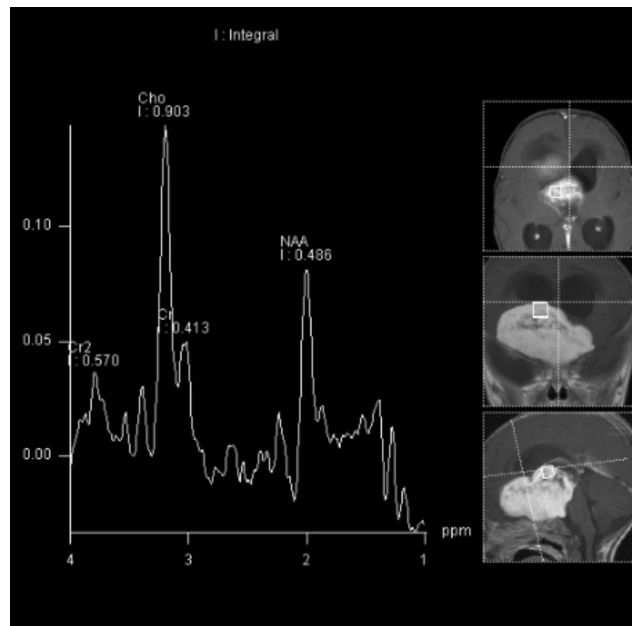 I : Integral
Cho
I : 0.903
0.10
NAA
I : 0.486
Cr
I : 0.413
0.05
Cr2
I : 0.570
0.00
ppm
4 3 2 1